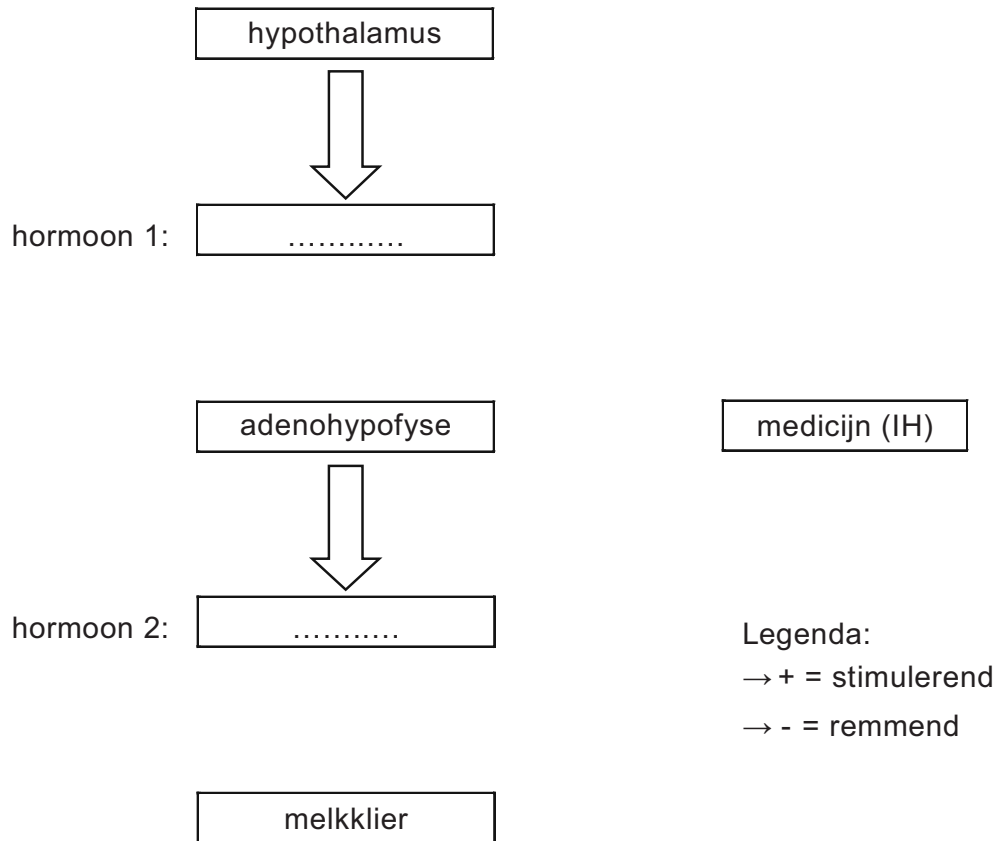 hypothalamus
hormoon 1: ............
adenohypofyse
medicijn (IH)
hormoon 2: ...........
Legenda:
→ + = stimulerend
→ - = remmend
melkklier